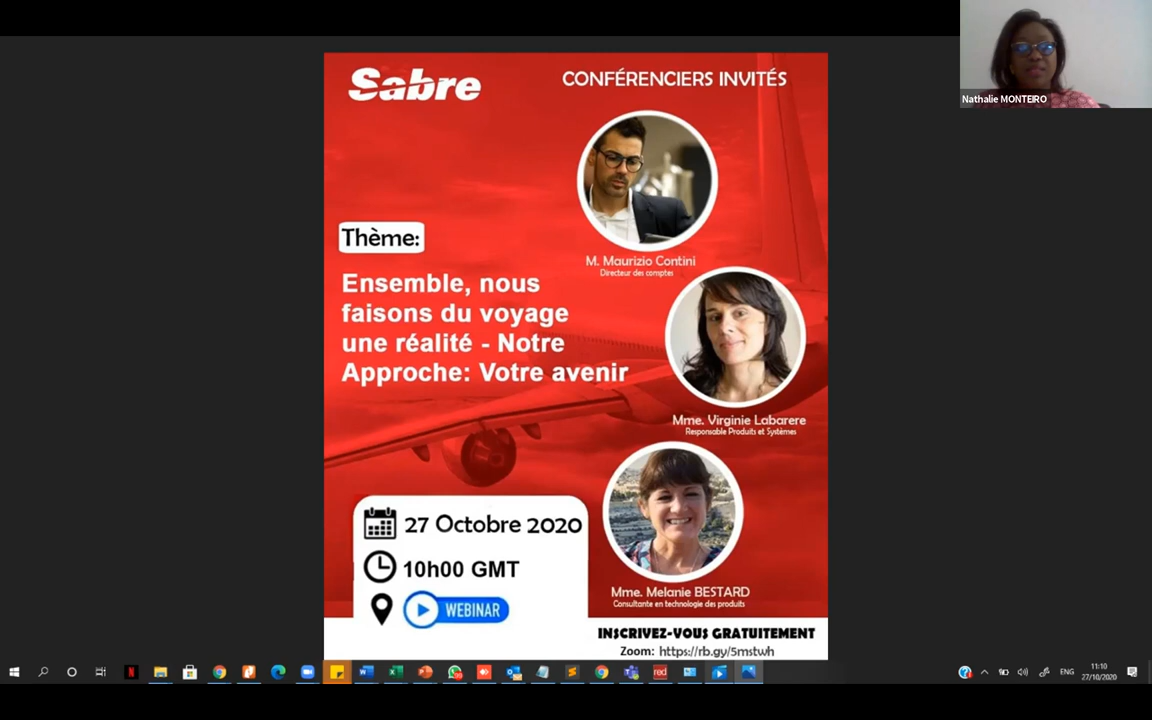 Sabre
CONFÉRENCIERS INVITÉS
M. Maurizio Contini
Directeur des comptes
Thème:
Ensemble, nous
faisons du voyage
une réalité - Notre
Approche: Votre avenir
Mme. Virginie Labarere
Responsable Produits et Systèmes
27 Octobre 2020
10h00 GMT
WEBINAR
Mme. Melanie BESTARD
Consultante en technologie des produits
INSCRIVEZ-VOUS GRATUITEMENT
Zoom: https://rb.gy/5mstwh
Nathalie MONTEIRO
red
ENG
11:10
27/10/2020